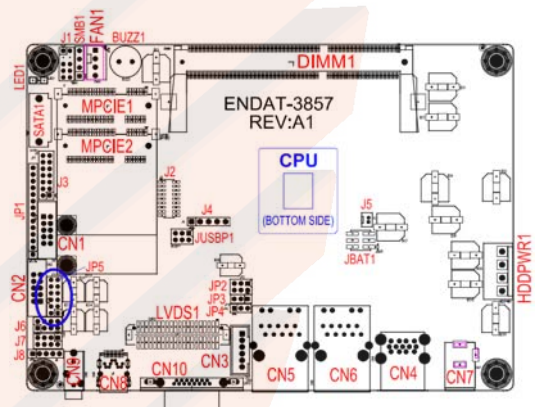 J1
SMB1
FAN1
BUZZ1
LED1
DIMM1
SATA1
MPCIE1
MPCIE2
ENDAT-3857
REV:A1
CPU
(BOTTOM SIDE)
J3
J2
JP1
J4
J5
CN1
JUSBP1
JBAT1
HDDPWR1
CN2
JP5
JP2
JP3
JP4
LVDS1
J6
J7
J8
CN9
CN8
CN10
CN3
CN5
CN6
CN4
CN7